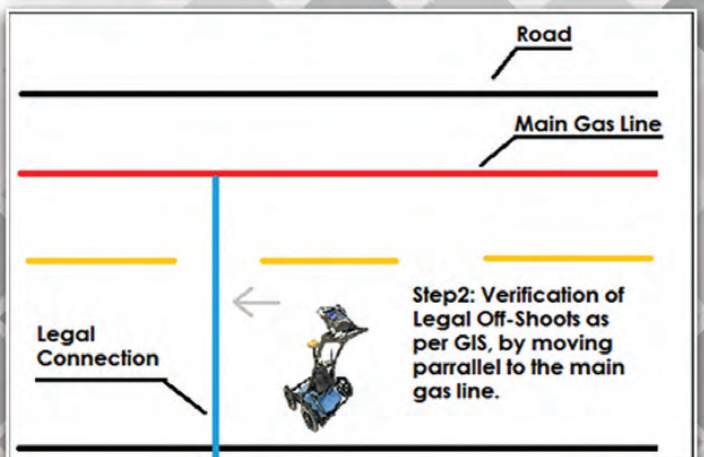 Road
Main Gas Line
Step2: Verification of
Legal Off-Shoots as
per GIS, by moving
parrallel to the main
gas line.
Legal
Connection